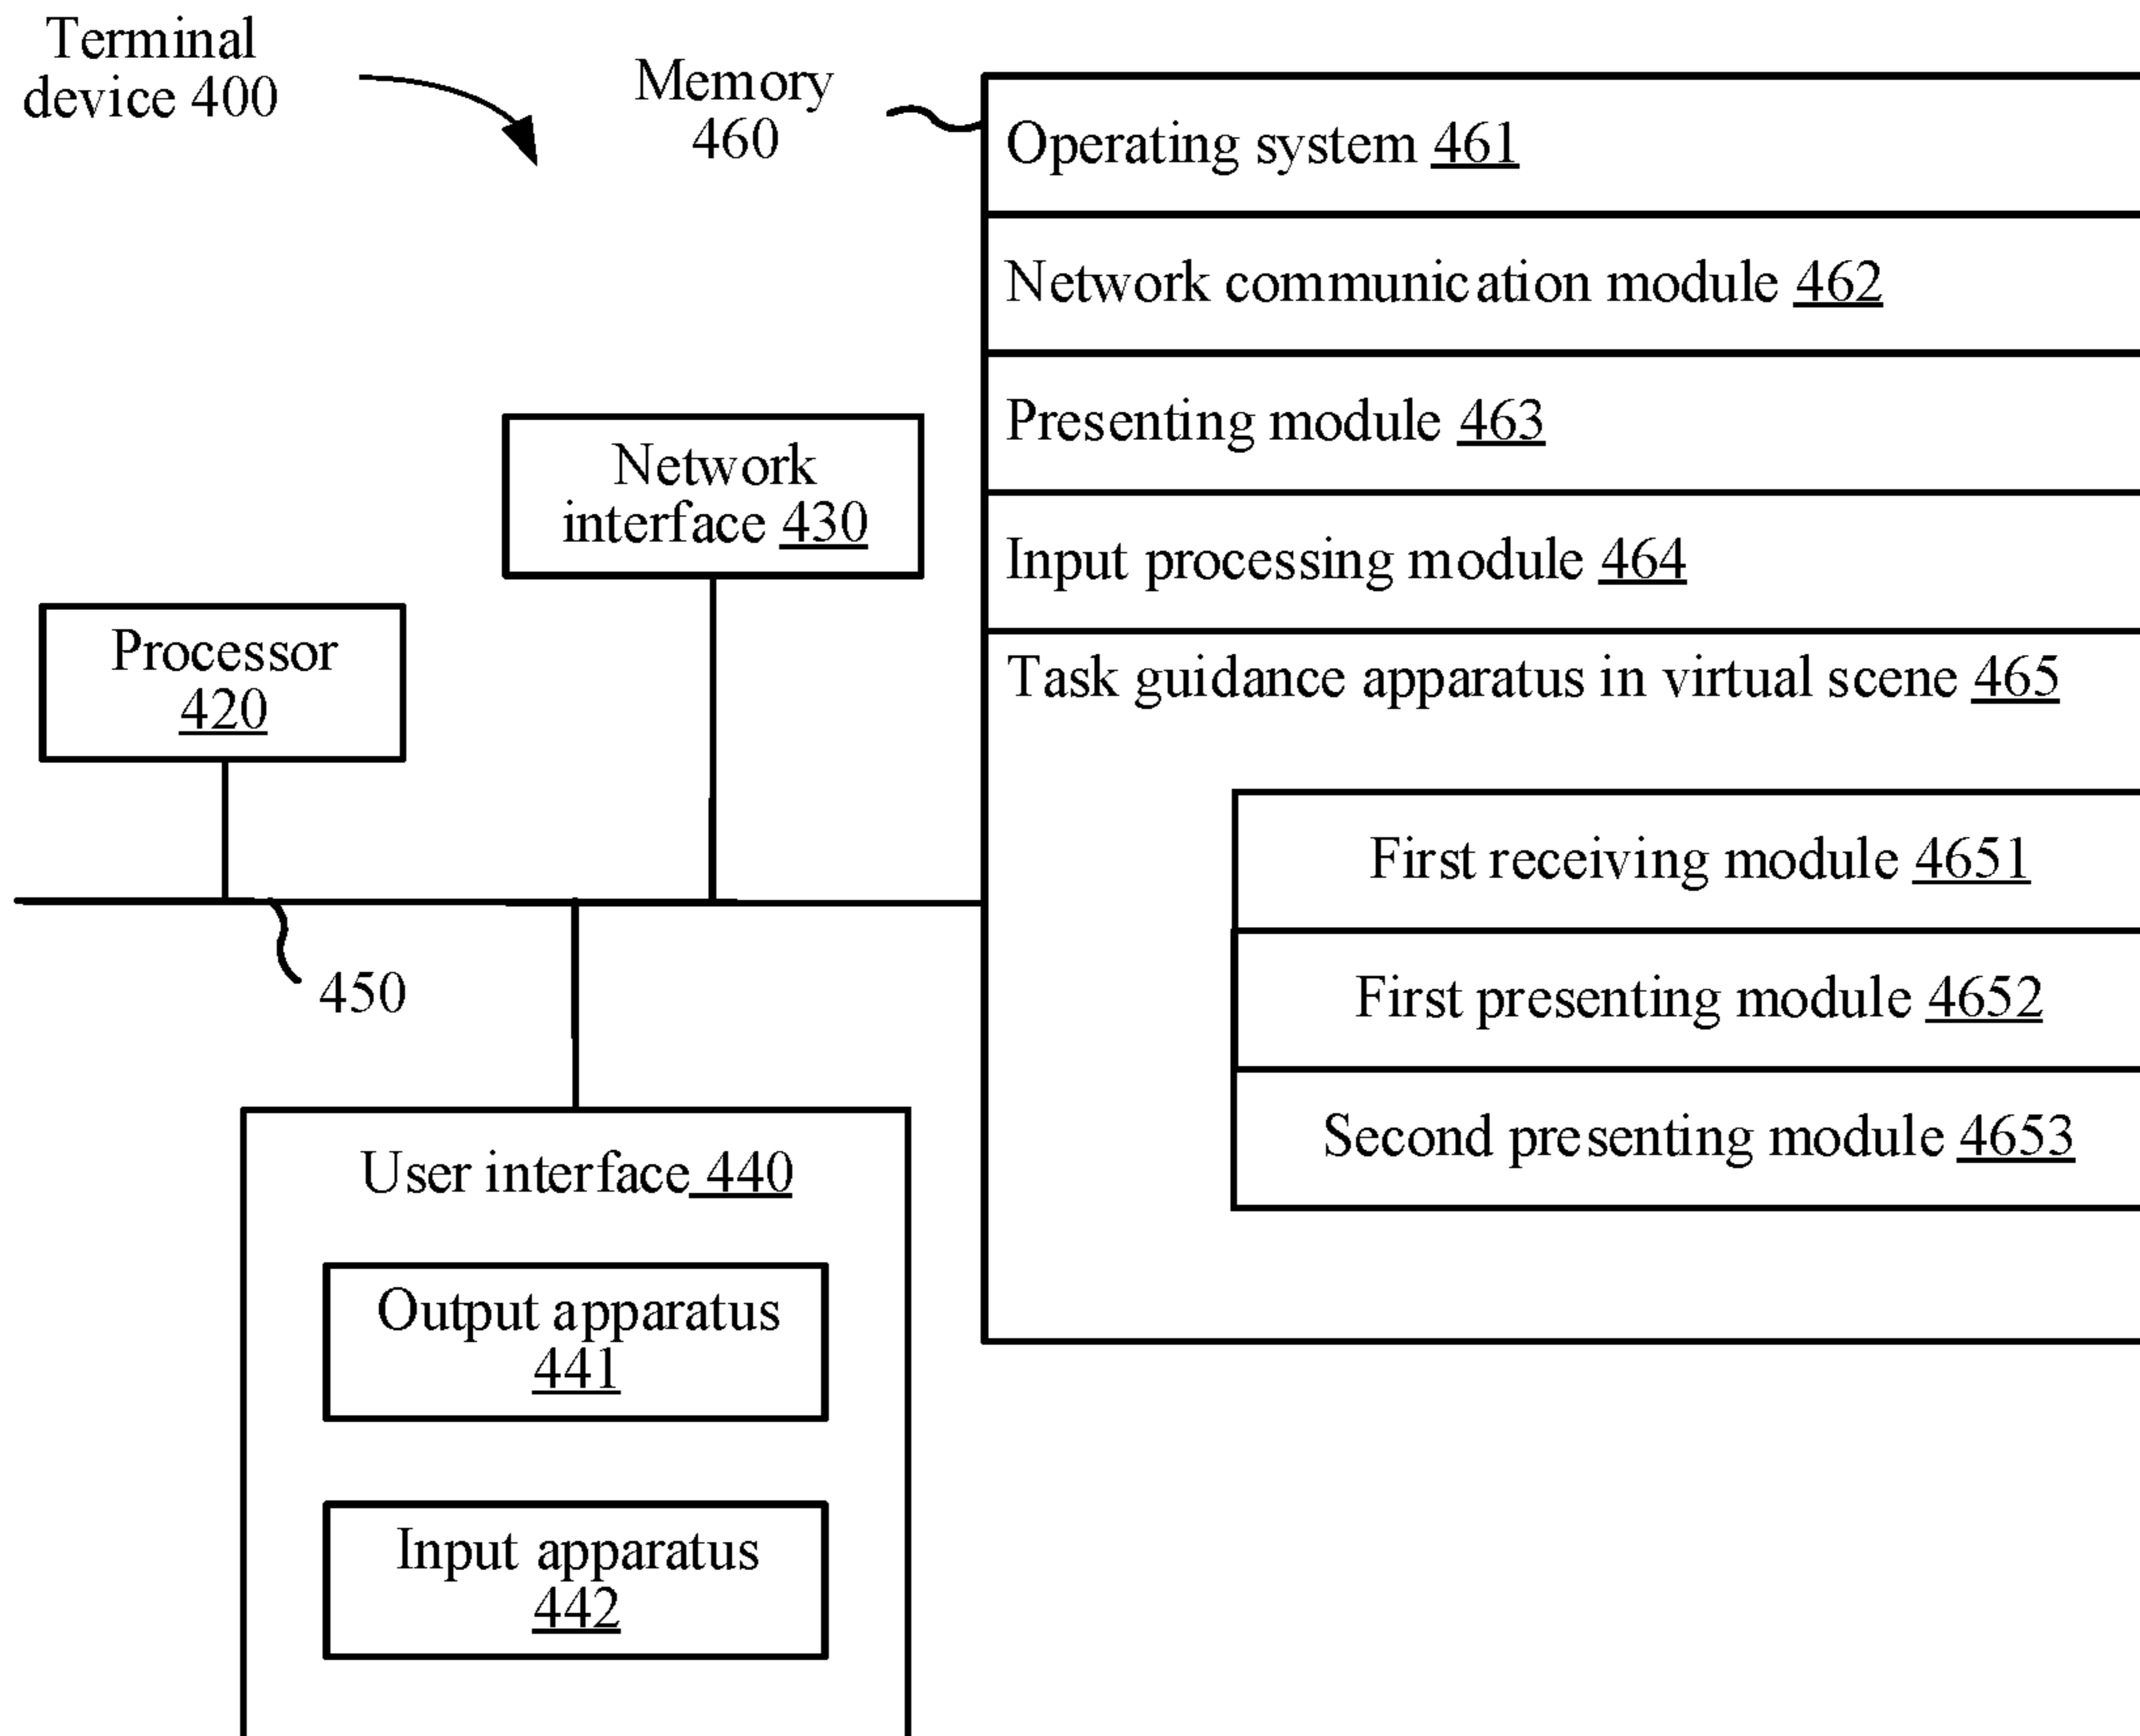 Terminal
device 400
Memory
460
Operating system 461
Network communication module 462
Presenting module 463
Input processing module 464
Task guidance apparatus in virtual scene 465
First receiving module 4651
First presenting module 4652
Second presenting module 4653
Network
interface 430
Processor
420
450
User interface 440
Output apparatus
441
Input apparatus
442